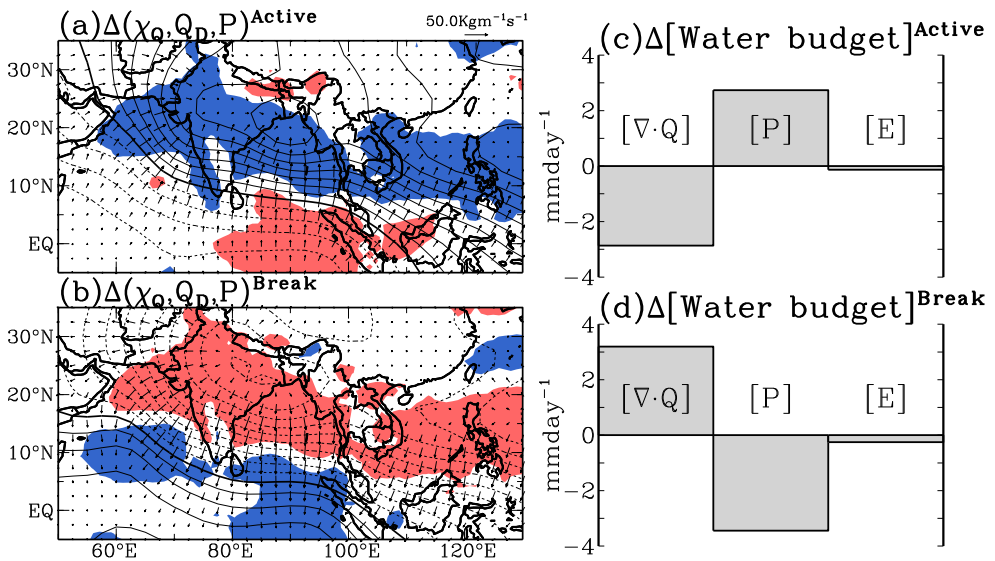 (a)Δ(χQ,QD,P)Active
50.0Kgm⁻¹s⁻¹
30°N
20°N
10°N
EQ
(b)Δ(χQ,QD,P)Break
30°N
20°N
10°N
EQ
60°E 80°E 100°E 120°E
(c)Δ[Water budget]Active
4
2
0
−2
−4
mmday⁻¹
[∇·Q] [P] [E]
(d)Δ[Water budget]Break
4
2
0
−2
−4
mmday⁻¹
[∇·Q] [P] [E]